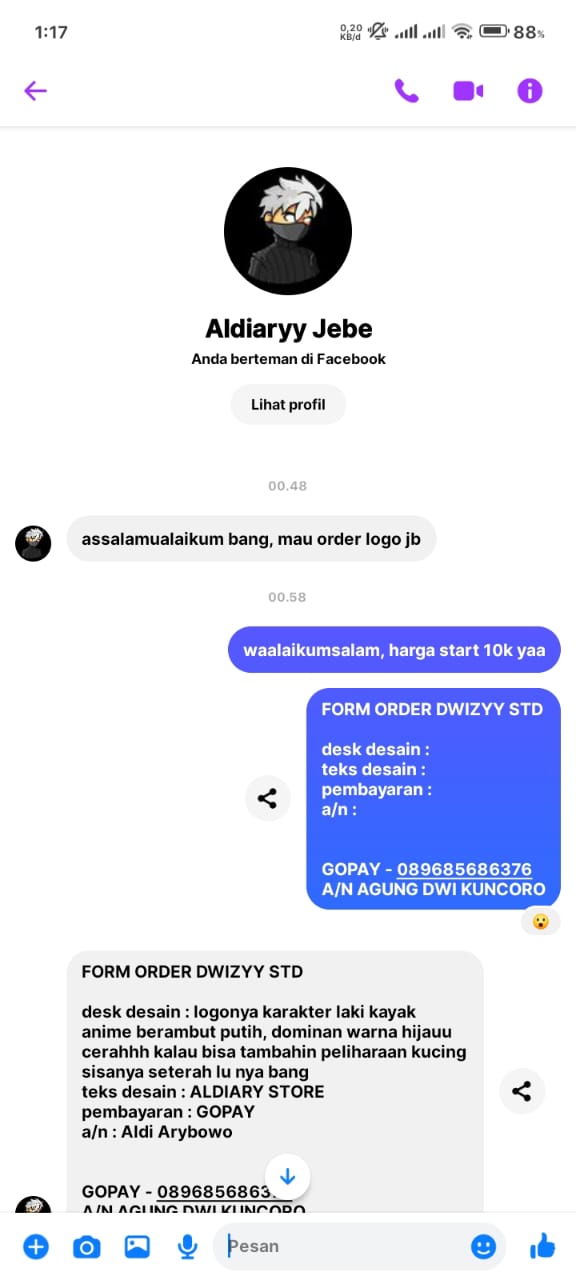 1:17
0,20
KB/d
88%
Aldiaryy Jebe
Anda berteman di Facebook
Lihat profil
00.48
assalamualaikum bang, mau order logo jb
00.58
waalaikumsalam, harga start 10k yaa
FORM ORDER DWIZYY STD
desk desain :
teks desain :
pembayaran :
a/n :
GOPAY - 089685686376
A/N AGUNG DWI KUNCORO
FORM ORDER DWIZYY STD
desk desain : logonya karakter laki kayak
anime berambut putih, dominan warna hijauu
cerahhh kalau bisa tambahin peliharaan kucing
sisanya seterah lu nya bang
teks desain : ALDIARY STORE
pembayaran : GOPAY
a/n : Aldi Arybowo
GOPAY - 0896856863
A/N AGUNG DWI KUNCORO
Pesan